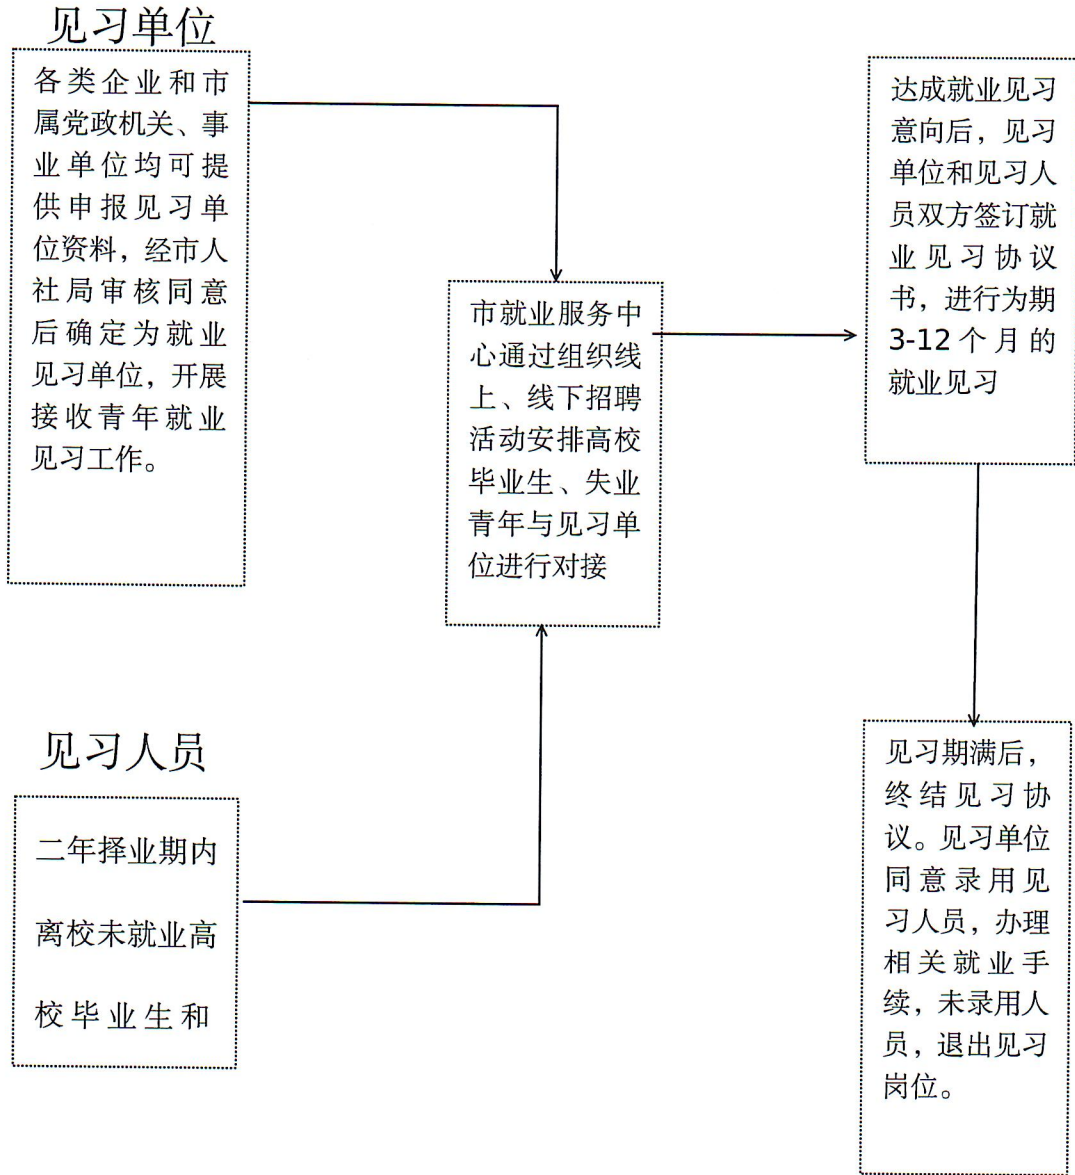 见习单位
各类企业和市
属党政机关、事
业单位均可提
供申报见习单
位资料，经市人
社局审核同意
后确定为就业
见习单位，开展
接收青年就业
见习工作。
市就业服务中
心通过组织线
上、线下招聘
活动安排高校
毕业生、失业
青年与见习单
位进行对接
达成就业见习
意向后，见习
单位和见习人
员双方签订就
业见习协议
书，进行为期
3-12个月的
就业见习
见习人员
二年择业期内
离校未就业高
校毕业生和
见习期满后，
终结见习协
议。见习单位
同意录用见
习人员，办理
相关就业手
续，未录用人
员，退出见习
岗位。